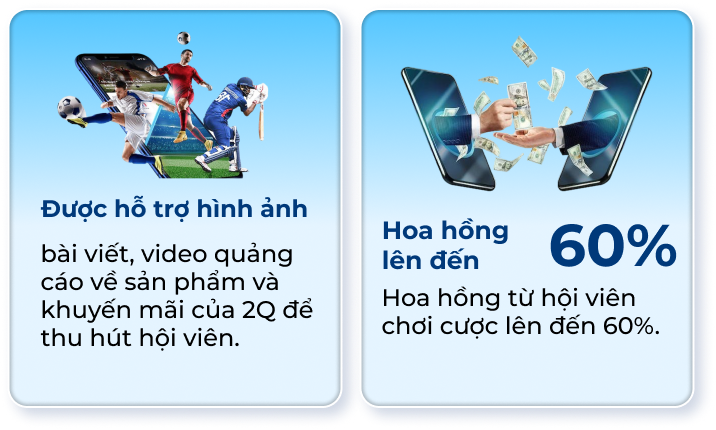 Được hỗ trợ hình ảnh
bài viết, video quảng
cáo về sản phẩm và
khuyến mãi của 2Q để
thu hút hội viên.
Hoa hồng
lên đến
60%
Hoa hồng từ hội viên
chơi cược lên đến 60%.